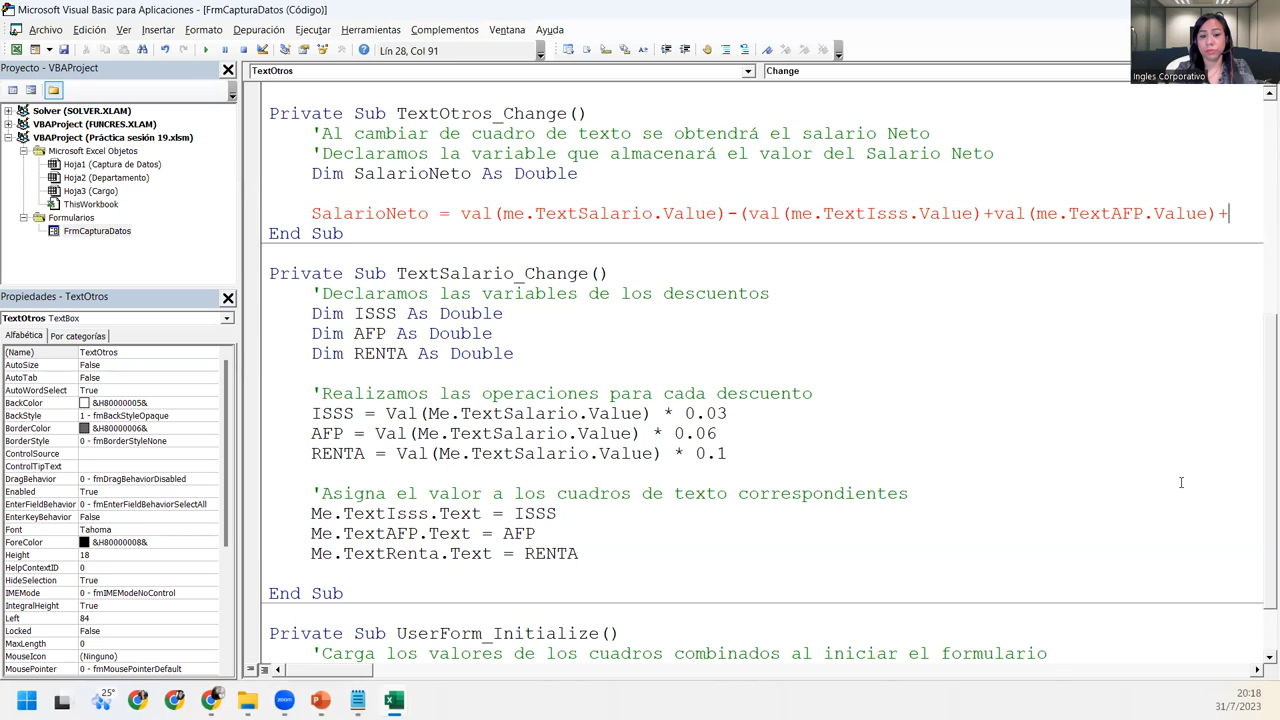 Microsoft Visual Basic para Aplicaciones - [FrmCapturaDatos (Código)]
Archivo Edición Ver Insertar Formato Depuración Ejecutar Herramientas Complementos Ventana Ayuda
Lín 28, Col 91
Ingles Corporativo
Proyecto - VBAProject
Solver (SOLVER.XLAM)
VBAProject (FUNCRES.XLAM)
VBAProject (Práctica sesión 19.xlsm)
Microsoft Excel Objetos
Hoja1 (Captura de Datos)
Hoja2 (Departamento)
Hoja3 (Cargo)
ThisWorkbook
Formularios
FrmCapturaDatos
Propiedades - TextOtros
TextOtros TextBox
Alfabética Por categorías
(Name) TextOtros
AutoSize False
AutoTab False
AutoWordSelect True
BackColor &H80000005&
BackStyle 1 - fmBackStyleOpaque
BorderColor &H80000006&
BorderStyle 0 - fmBorderStyleNone
ControlSource
ControlTipText
DragBehavior 0 - fmDragBehaviorDisabled
Enabled True
EnterFieldBehavior 0 - fmEnterFieldBehaviorSelectAll
EnterKeyBehavior False
Font Tahoma
ForeColor &H80000008&
Height 18
HelpContextID 0
HideSelection True
IMEMode 0 - fmIMEModeNoControl
IntegralHeight True
Left 84
Locked False
MaxLength 0
MouseIcon (Ninguno)
MousePointer 0 - fmMousePointerDefault
TextOtros Change
Private Sub TextOtros_Change()
'Al cambiar de cuadro de texto se obtendrá el salario Neto
'Declaramos la variable que almacenará el valor del Salario Neto
Dim SalarioNeto As Double
SalarioNeto = val(me.TextSalario.Value)-(val(me.TextIsss.Value)+val(me.TextAFP.Value)+
End Sub
Private Sub TextSalario_Change()
'Declaramos las variables de los descuentos
Dim ISSS As Double
Dim AFP As Double
Dim RENTA As Double
'Realizamos las operaciones para cada descuento
ISSS = Val(Me.TextSalario.Value) * 0.03
AFP = Val(Me.TextSalario.Value) * 0.06
RENTA = Val(Me.TextSalario.Value) * 0.1
'Asigna el valor a los cuadros de texto correspondientes
Me.TextIsss.Text = ISSS
Me.TextAFP.Text = AFP
Me.TextRenta.Text = RENTA
End Sub
Private Sub UserForm_Initialize()
'Carga los valores de los cuadros combinados al iniciar el formulario
25°
20:18
31/7/2023